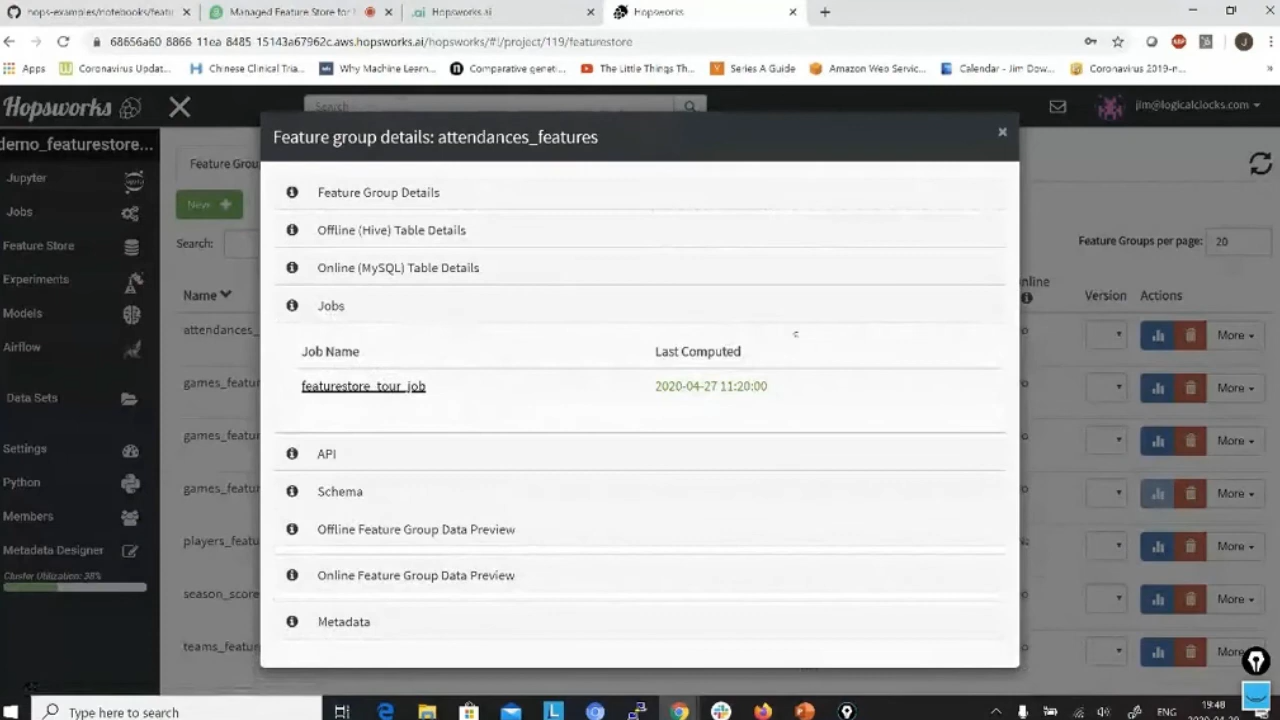 hops-examples/notebooks/featu
Managed Feature Store for
Hopsworks.ai
Hopsworks
68656a60-8866-11ea-8485-15143a67962c.aws.hopsworks.ai/hopsworks/#!/project/119/featurestore
Apps
Coronavirus Updat...
Chinese Clinical Tria...
Why Machine Learn...
Comparative geneti...
The Little Things Th...
Series A Guide
Amazon Web Servic...
Calendar - Jim Dow...
Coronavirus 2019-n...
Hopsworks
Search
jim@logicalclocks.com
demo_featurestore...
Jupyter
Jobs
Feature Store
Experiments
Models
Airflow
Data Sets
Settings
Python
Members
Metadata Designer
Cluster Utilization: 38%
Feature Grou
New
Search:
Feature Groups per page: 20
Name
nline
Version
Actions
attendances_
More
games_featur
More
games_featur
More
games_featur
More
players_featu
More
season_score
More
teams_featur
More
Feature group details: attendances_features
Feature Group Details
Offline (Hive) Table Details
Online (MySQL) Table Details
Jobs
Job Name
Last Computed
featurestore_tour_job
2020-04-27 11:20:00
API
Schema
Offline Feature Group Data Preview
Online Feature Group Data Preview
Metadata
Type here to search
ENG
19:48